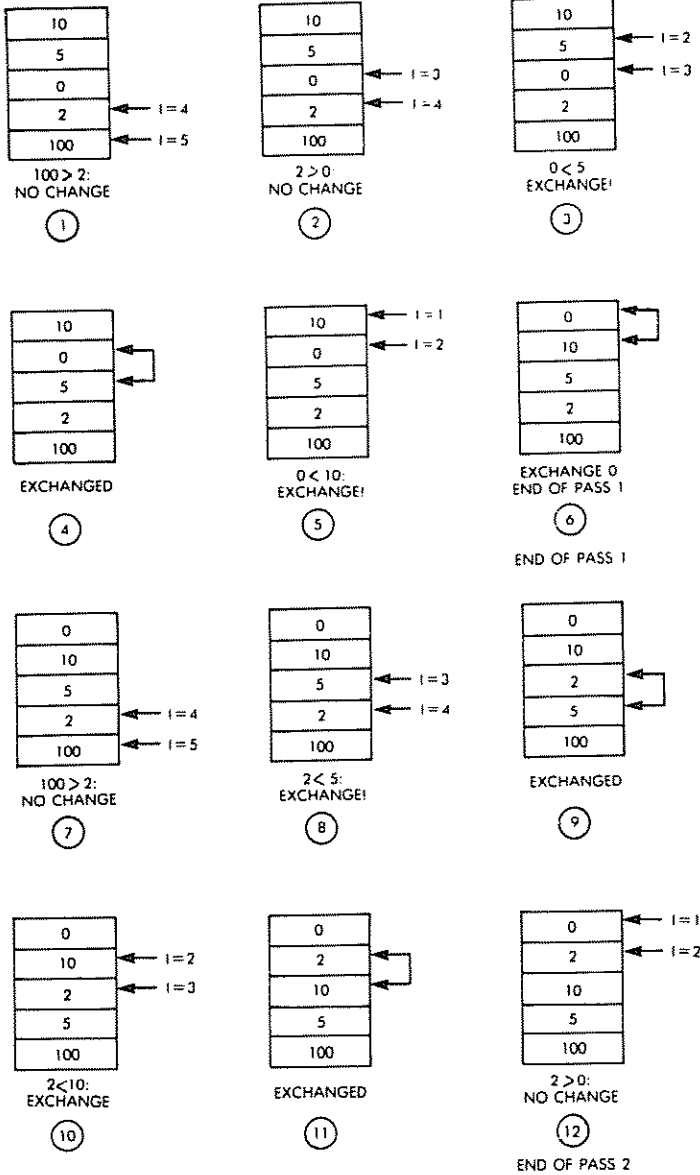 10
5
0
2
100
I=4
I=5
100 > 2:
NO CHANGE
1
10
5
0
2
100
I=3
I=4
2 > 0:
NO CHANGE
2
10
5
0
2
100
I=2
I=3
0 < 5
EXCHANGE!
3
10
0
5
2
100
EXCHANGED
4
10
0
5
2
100
I=1
I=2
0 < 10:
EXCHANGE!
5
0
10
5
2
100
EXCHANGE 0
END OF PASS 1
6
END OF PASS 1
0
10
5
2
100
I=4
I=5
100 > 2:
NO CHANGE
7
0
10
5
2
100
I=3
I=4
2 < 5:
EXCHANGE!
8
0
10
2
5
100
EXCHANGED
9
0
10
2
5
100
I=2
I=3
2<10:
EXCHANGE
10
0
2
10
5
100
EXCHANGED
11
0
2
10
5
100
I=1
I=2
2 > 0:
NO CHANGE
12
END OF PASS 2